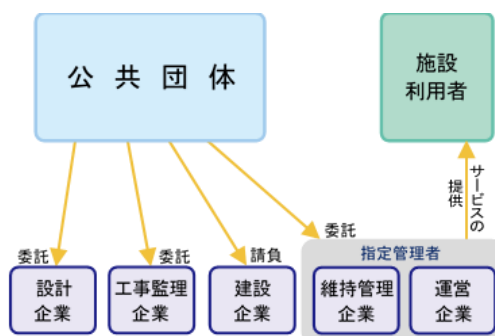 公共団体
施設
利用者
サービスの
提供
委託
委託
請負
委託
指定管理者
設計
企業
工事監理
企業
建設
企業
維持管理
企業
運営
企業